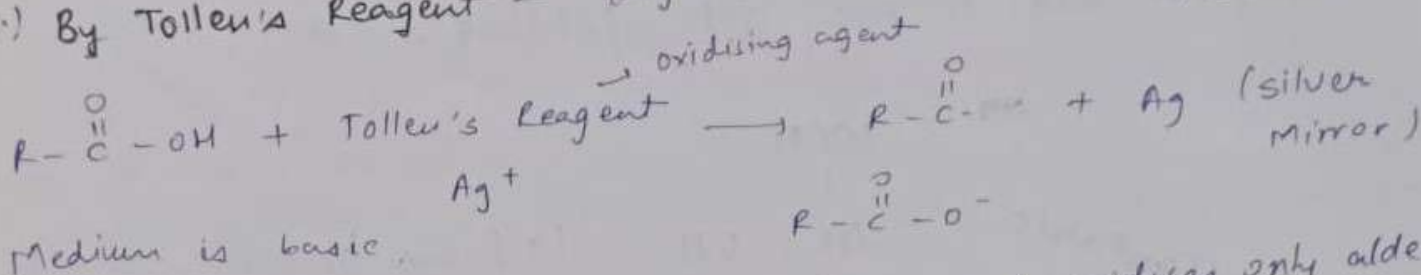 .) By Tollen's Reagent
→ oxidising agent
O O
|| ||
R - C - OH + Tollen's Reagent → R - C - + Ag (silver
Mirror)
Ag+
O
||
R - C - O-
Medium is basic.
only alde